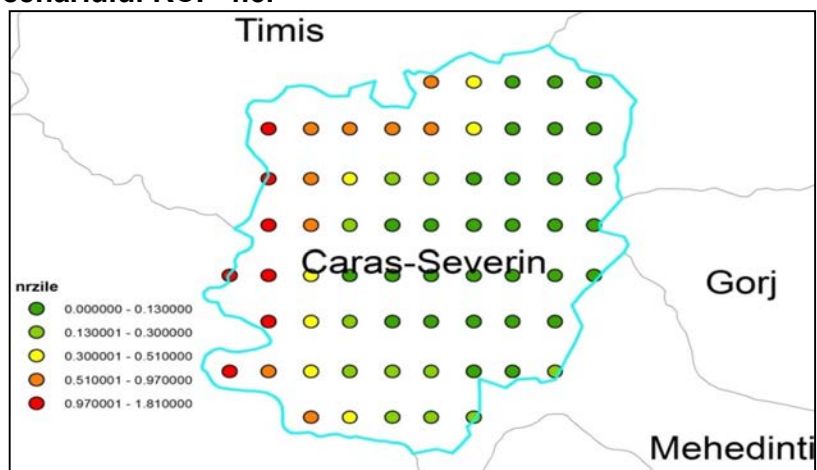 Timis
Caras-Severin
Gorj
Mehedinti
nrzile
0.000000 - 0.130000
0.130001 - 0.300000
0.300001 - 0.510000
0.510001 - 0.970000
0.970001 - 1.810000